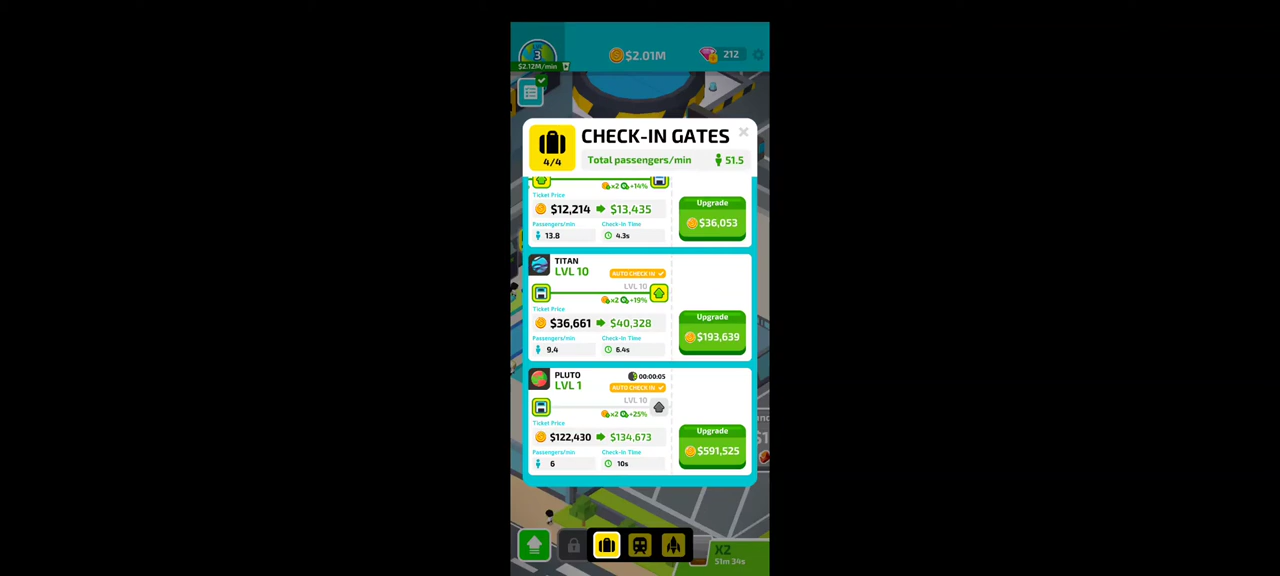 3
$2.12M/min
$2.01M
212
CHECK-IN GATES
4/4
Total passengers/min
51.5
x2 +14%
Ticket Price
$12,214 $13,435
Passengers/min
Check-In Time
13.8
4.3s
Upgrade
$36,053
TITAN
LVL 10
AUTO CHECK IN
LVL 10
x2 +19%
Ticket Price
$36,661 $40,328
Passengers/min
Check-In Time
9.4
6.4s
Upgrade
$193,639
PLUTO
00:00:05
LVL 1
AUTO CHECK IN
LVL 10
x2 +25%
Ticket Price
$122,430 $134,673
Passengers/min
Check-In Time
6
10s
Upgrade
$591,525
X2
51m 34s